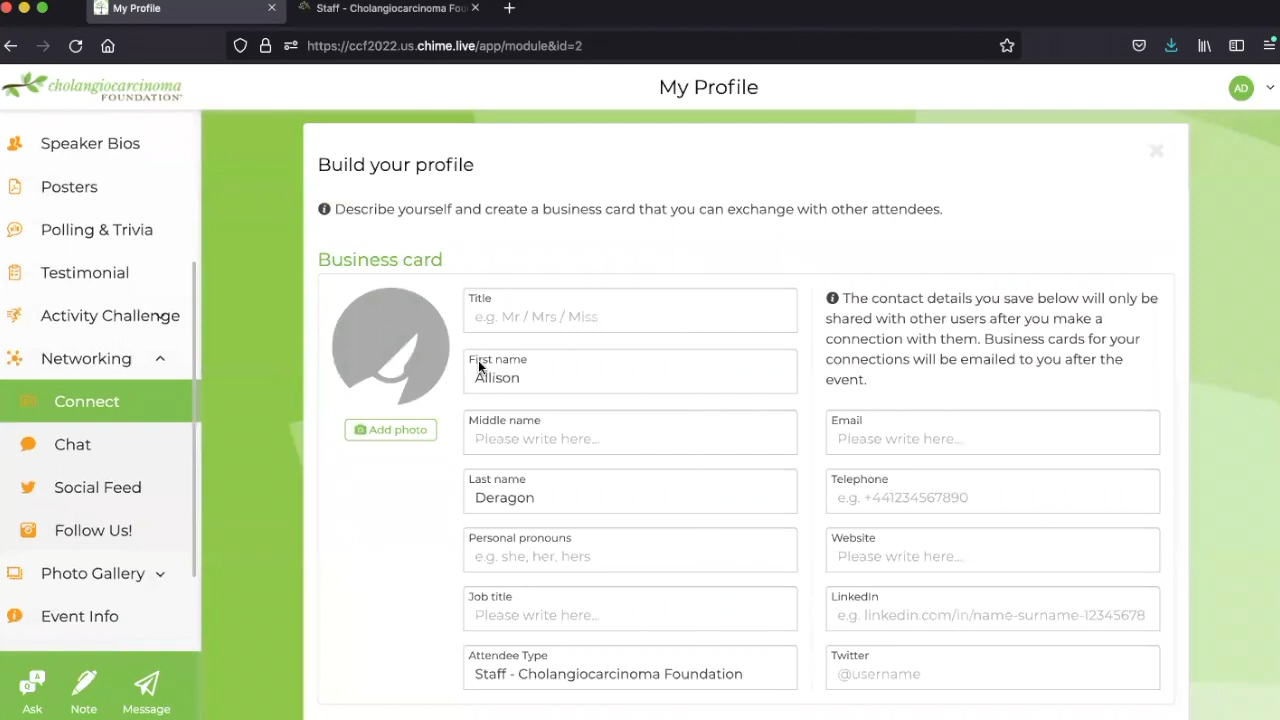 My Profile
Staff - Cholangiocarcinoma Fou
https://ccf2022.us.chime.live/app/module&id=2
cholangiocarcinoma
FOUNDATION
My Profile
AD
Speaker Bios
Posters
Polling & Trivia
Testimonial
Activity Challenge
Networking
Connect
Chat
Social Feed
Follow Us!
Photo Gallery
Event Info
Ask
Note
Message
Build your profile
Describe yourself and create a business card that you can exchange with other attendees.
Business card
Add photo
Title
e.g. Mr / Mrs / Miss
First name
Allison
Middle name
Please write here...
Last name
Deragon
Personal pronouns
e.g. she, her, hers
Job title
Please write here...
Attendee Type
Staff - Cholangiocarcinoma Foundation
The contact details you save below will only be
shared with other users after you make a
connection with them. Business cards for your
connections will be emailed to you after the
event.
Email
Please write here...
Telephone
e.g. +441234567890
Website
Please write here...
LinkedIn
e.g. linkedin.com/in/name-surname-12345678
Twitter
@username